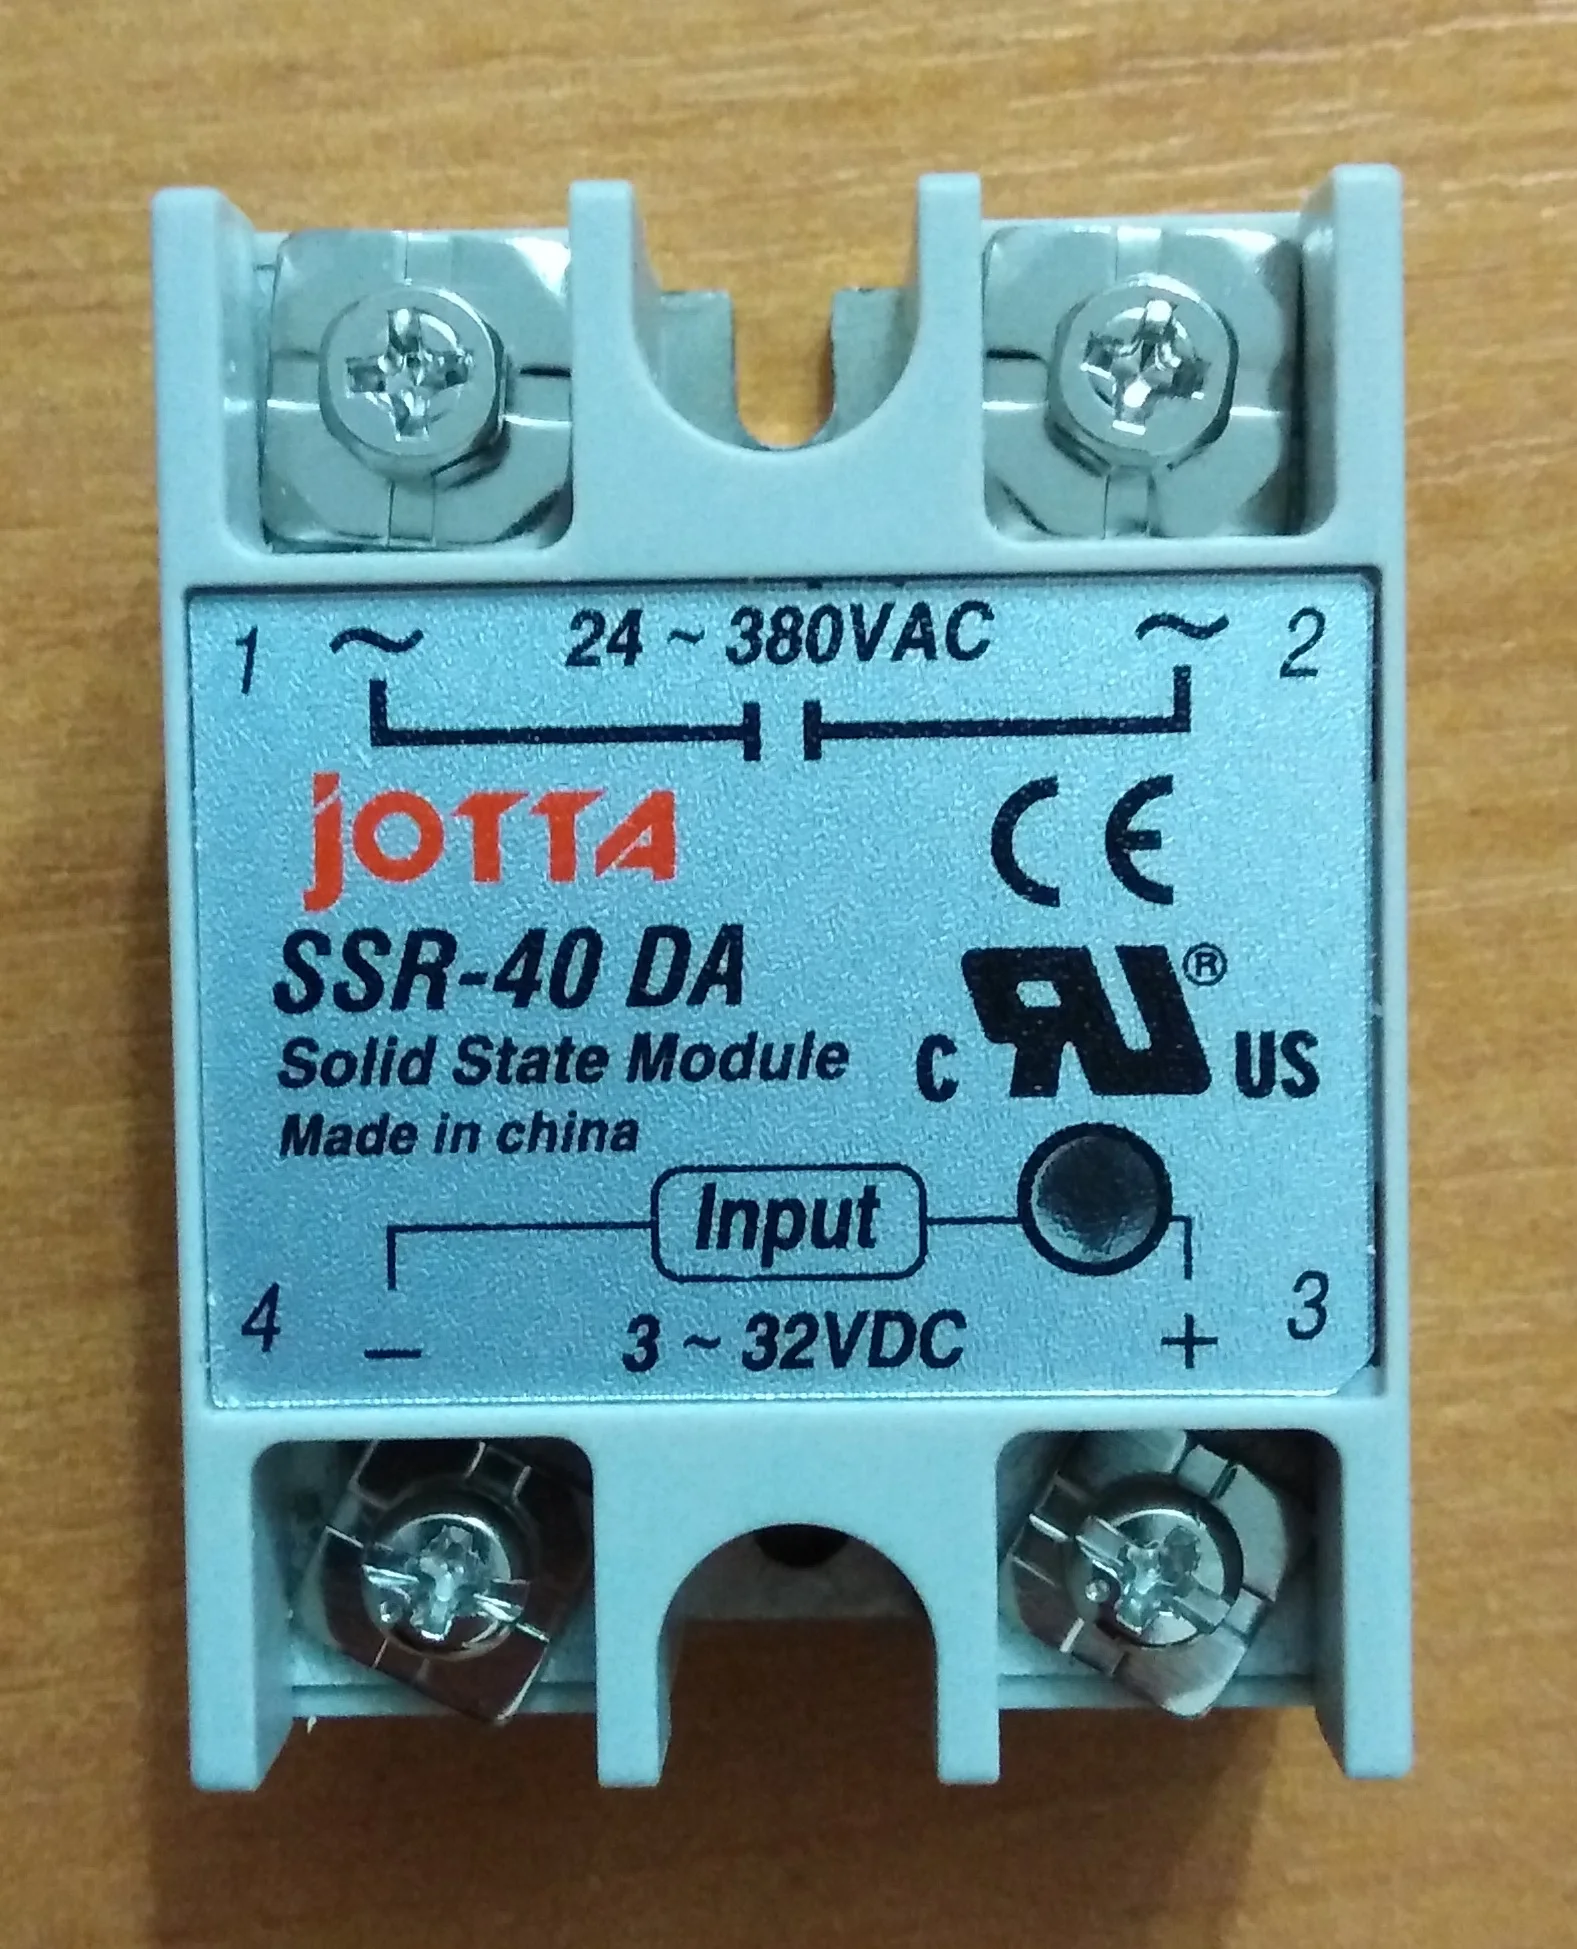 1 ~ 24 ~ 380VAC ~ 2
jOTTA
CE
SSR-40 DA
Solid State Module
Made in china
C RU® US
Input
4 - 3 ~ 32VDC + 3